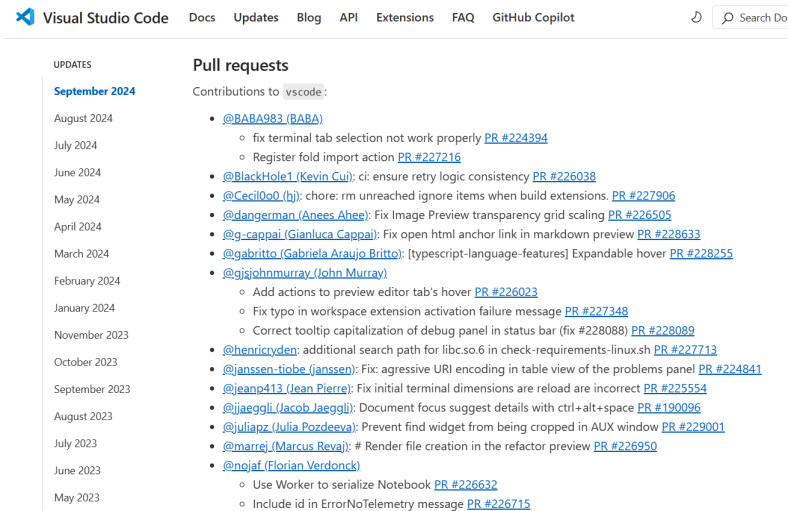 Visual Studio Code Docs Updates Blog API Extensions FAQ GitHub Copilot Search Do
UPDATES
September 2024
August 2024
July 2024
June 2024
May 2024
April 2024
March 2024
February 2024
January 2024
November 2023
October 2023
September 2023
August 2023
July 2023
June 2023
May 2023
Pull requests
Contributions to vscode:
• @BABA983 (BABA)
◦ fix terminal tab selection not work properly PR #224394
◦ Register fold import action PR #227216
• @BlackHole1 (Kevin Cui): ci: ensure retry logic consistency PR #226038
• @Cecil0o0 (hj): chore: rm unreached ignore items when build extensions. PR #227906
• @dangerman (Anees Ahee): Fix Image Preview transparency grid scaling PR #226505
• @g-cappai (Gianluca Cappai): Fix open html anchor link in markdown preview PR #228633
• @gabritto (Gabriela Araujo Britto): [typescript-language-features] Expandable hover PR #228255
• @gjsjohnmurray (John Murray)
◦ Add actions to preview editor tab's hover PR #226023
◦ Fix typo in workspace extension activation failure message PR #227348
◦ Correct tooltip capitalization of debug panel in status bar (fix #228088) PR #228089
• @henricryden: additional search path for libc.so.6 in check-requirements-linux.sh PR #227713
• @janssen-tiobe (janssen): Fix: agressive URI encoding in table view of the problems panel PR #224841
• @jeanp413 (Jean Pierre): Fix initial terminal dimensions are reload are incorrect PR #225554
• @jjaeggli (Jacob Jaeggli): Document focus suggest details with ctrl+alt+space PR #190096
• @juliapz (Julia Pozdeeva): Prevent find widget from being cropped in AUX window PR #229001
• @marrej (Marcus Revaj): # Render file creation in the refactor preview PR #226950
• @nojaf (Florian Verdonck)
◦ Use Worker to serialize Notebook PR #226632
◦ Include id in ErrorNoTelemetry message PR #226715